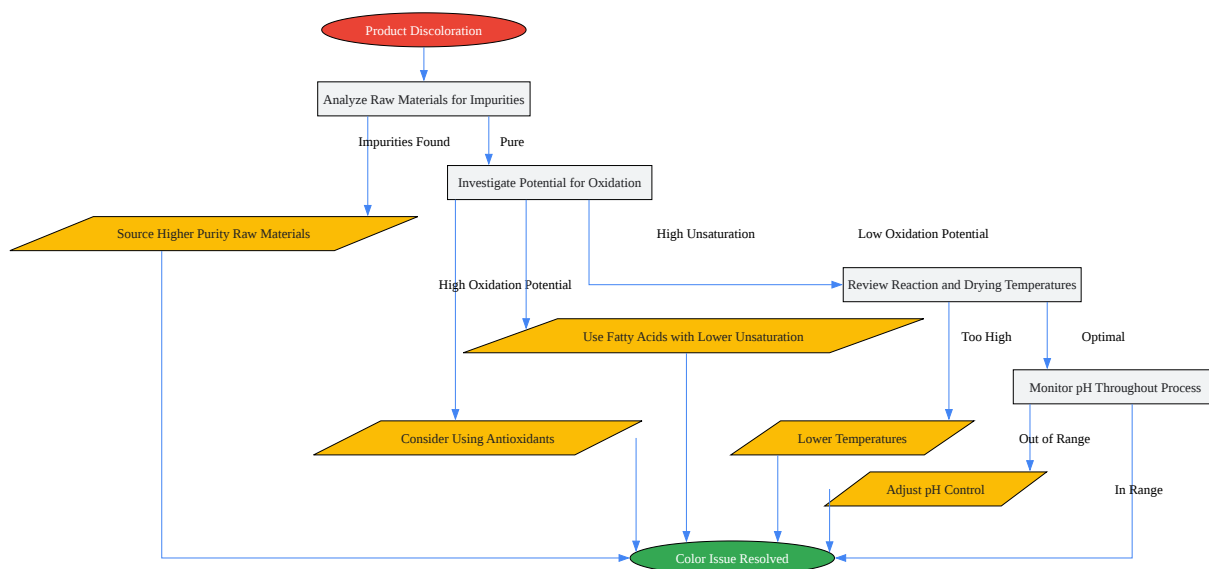 Product Discoloration
Analyze Raw Materials for Impurities
Impurities Found
Pure
Investigate Potential for Oxidation
Source Higher Purity Raw Materials
High Unsaturation
Low Oxidation Potential
High Oxidation Potential
Review Reaction and Drying Temperatures
Use Fatty Acids with Lower Unsaturation
Too High
Optimal
Monitor pH Throughout Process
Consider Using Antioxidants
Lower Temperatures
Out of Range
Adjust pH Control
In Range
Color Issue Resolved